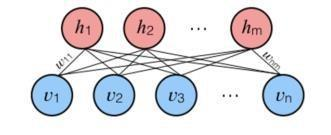 h1 h2 ... hm
w11 wnm
v1 v2 v3 ... vn